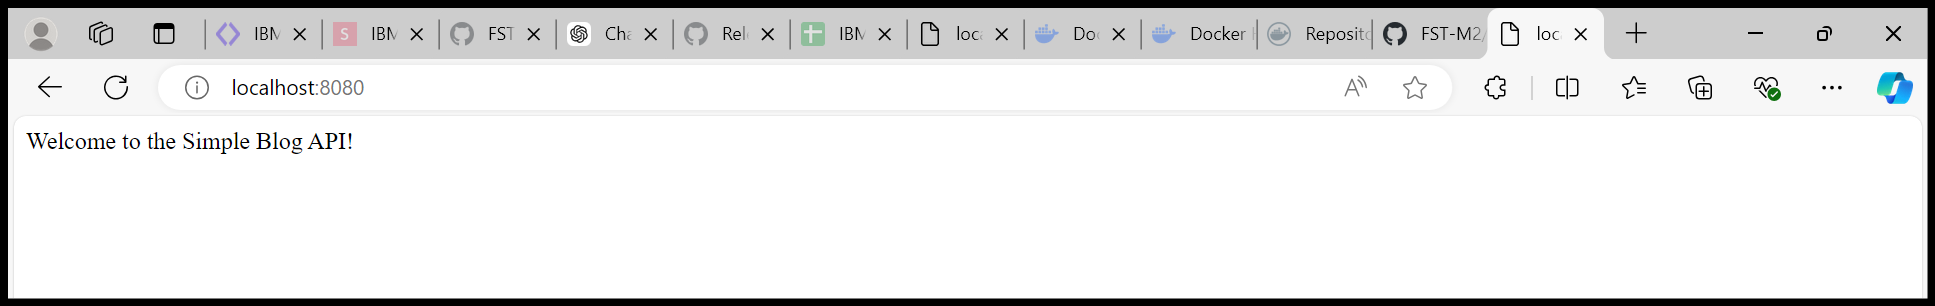 IBM
S IBM
FST
Cha
Rel
IBM
loca
Doc
Docker
Reposito
FST-M2/
loc
localhost:8080
Welcome to the Simple Blog API!